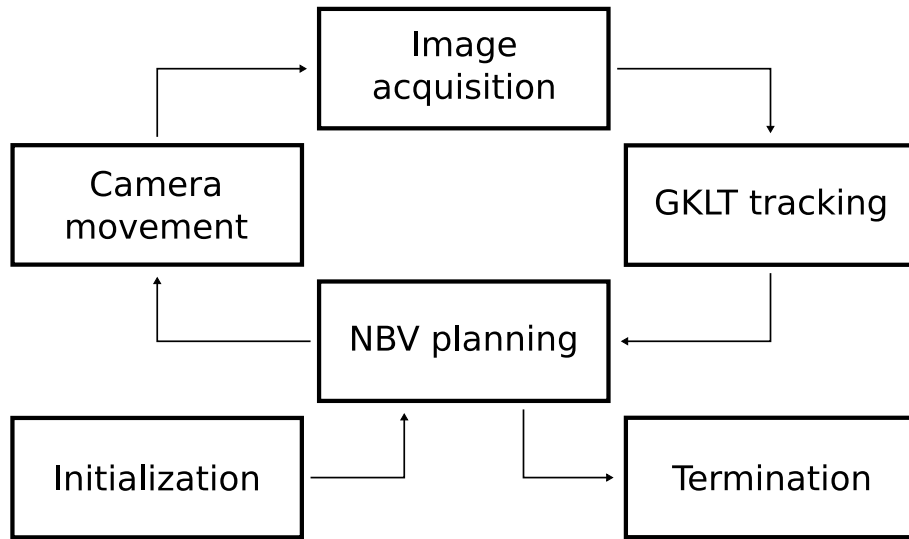 Image
acquisition
Camera
movement
GKLT tracking
NBV planning
Initialization
Termination